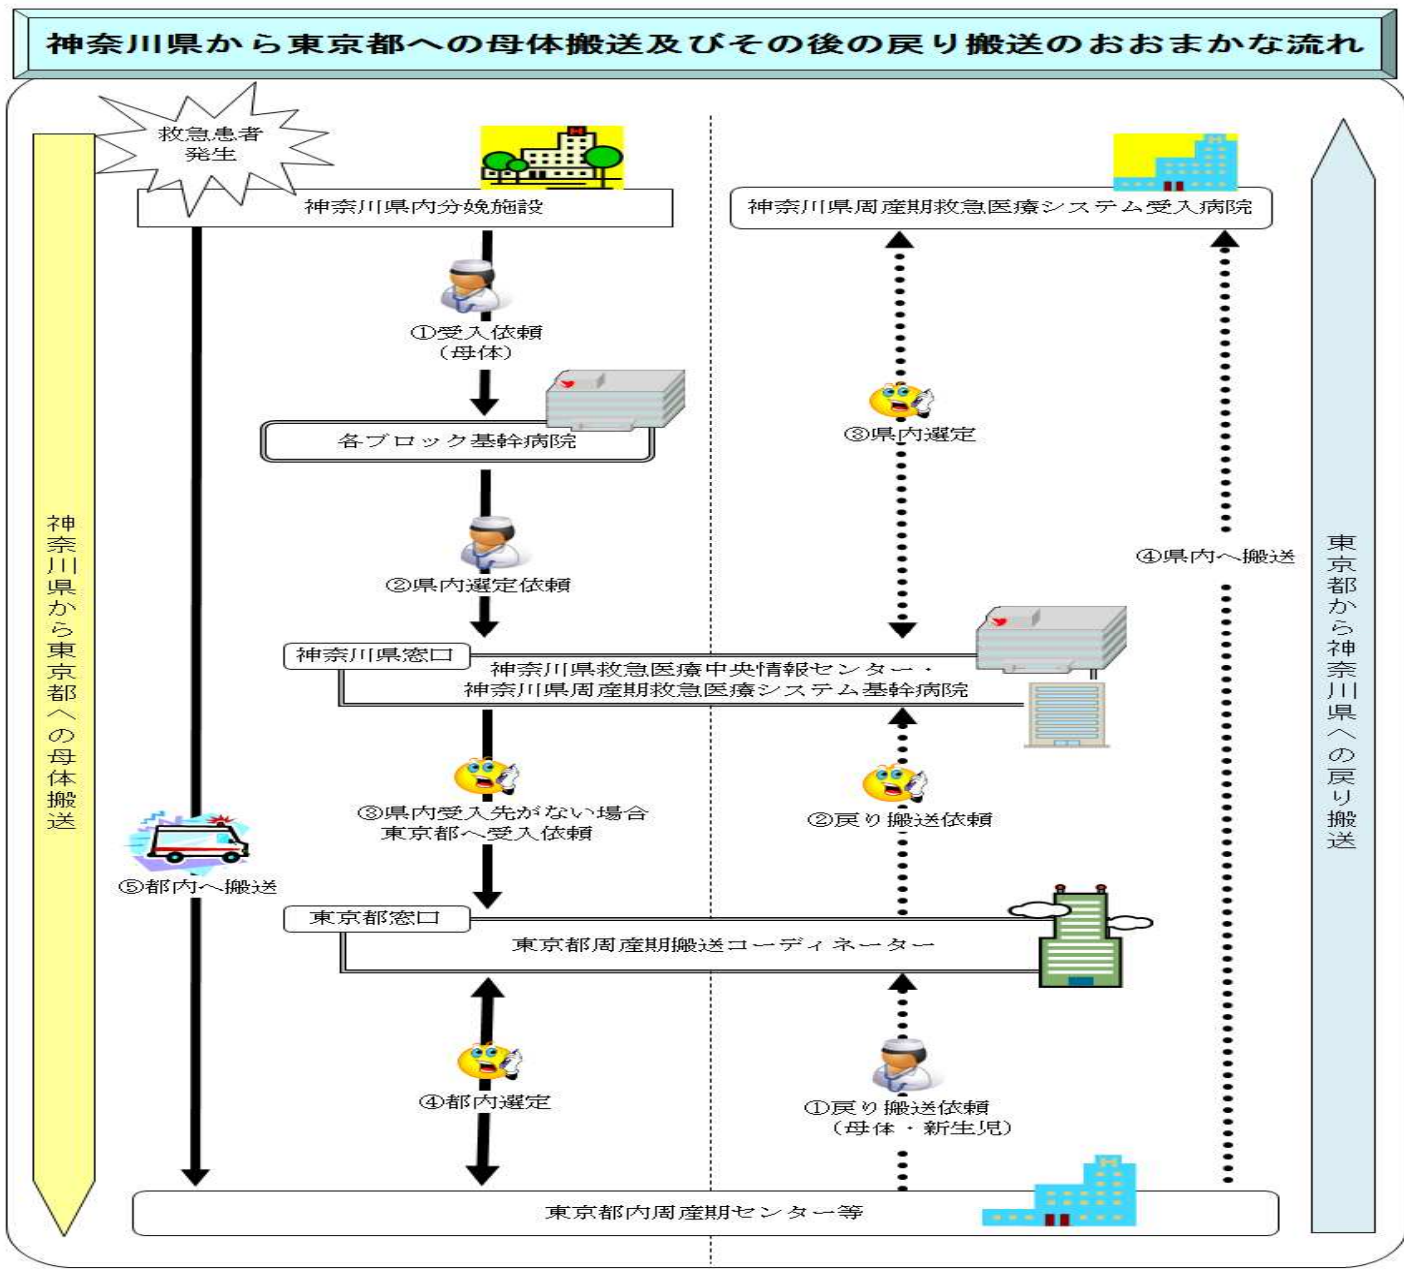 神奈川県から東京都への母体搬送及びその後の戻り搬送のおおまかな流れ
救急患者
発生
神奈川県内分娩施設
①受入依頼
(母体)
各ブロック基幹病院
②県内選定依頼
神奈川県窓口
神奈川県救急医療中央情報センター・
神奈川県周産期救急医療システム基幹病院
③県内受入先がない場合
東京都へ受入依頼
⑤都内へ搬送
東京都窓口
東京都周産期搬送コーディネーター
④都内選定
東京都内周産期センター等
神奈川県から東京都への母体搬送
神奈川県周産期救急医療システム受入病院
③県内選定
④県内へ搬送
②戻り搬送依頼
①戻り搬送依頼
(母体・新生児)
東京都から神奈川県への戻り搬送